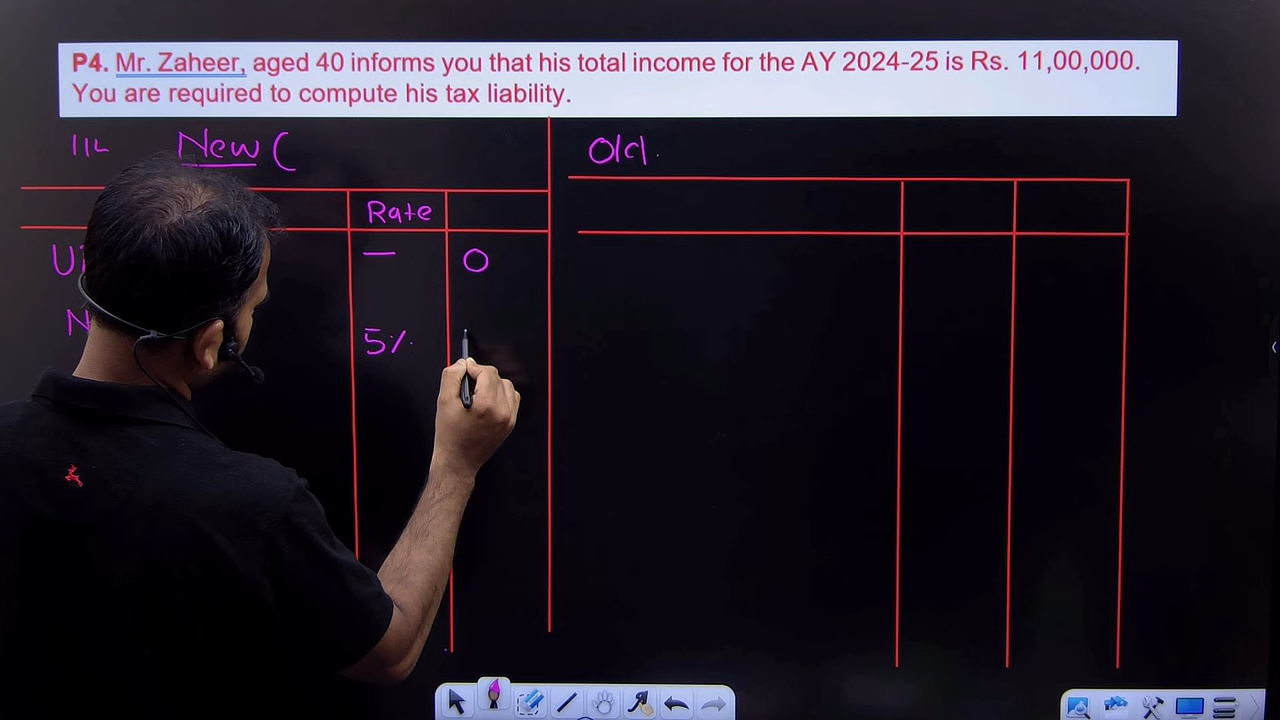 P4. Mr. Zaheer, aged 40 informs you that his total income for the AY 2024-25 is Rs. 11,00,000.
You are required to compute his tax liability.
11L New (
Old.
Rate
— 0
5%